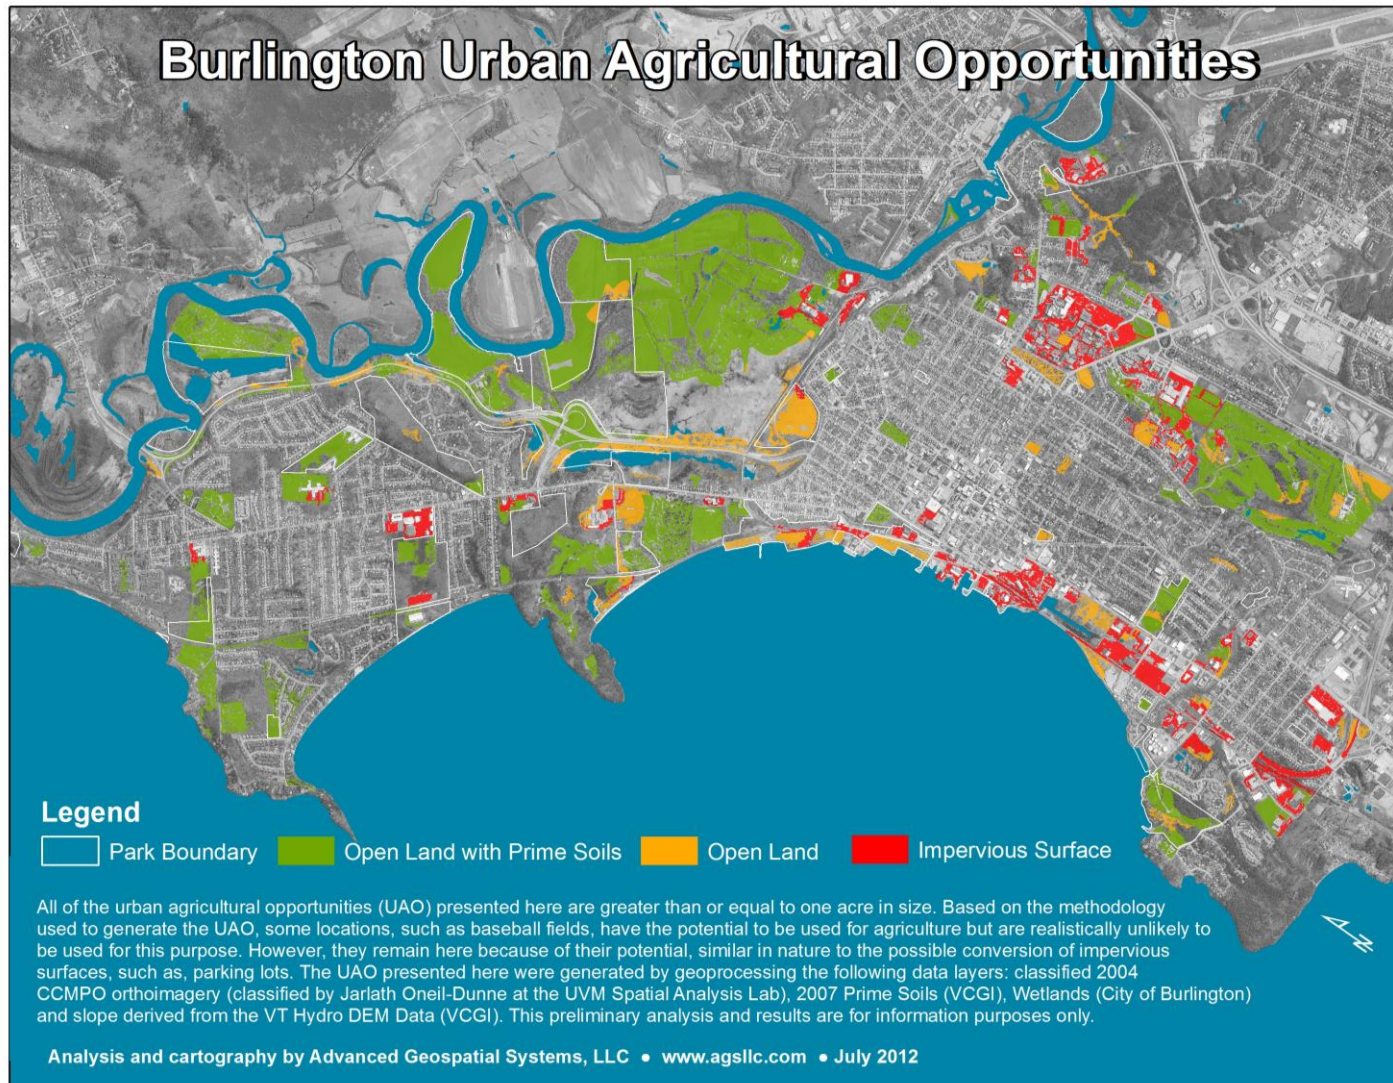 Burlington Urban Agricultural Opportunities
Legend
Park Boundary
Open Land with Prime Soils
Open Land
Impervious Surface
All of the urban agricultural opportunities (UAO) presented here are greater than or equal to one acre in size. Based on the methodology
used to generate the UAO, some locations, such as baseball fields, have the potential to be used for agriculture but are realistically unlikely to
be used for this purpose. However, they remain here because of their potential, similar in nature to the possible conversion of impervious
surfaces, such as, parking lots. The UAO presented here were generated by geoprocessing the following data layers: classified 2004
CCMPO orthoimagery (classified by Jarlath Oneil-Dunne at the UVM Spatial Analysis Lab), 2007 Prime Soils (VCGI), Wetlands (City of Burlington)
and slope derived from the VT Hydro DEM Data (VCGI). This preliminary analysis and results are for information purposes only.
Analysis and cartography by Advanced Geospatial Systems, LLC ● www.agsllc.com ● July 2012
N